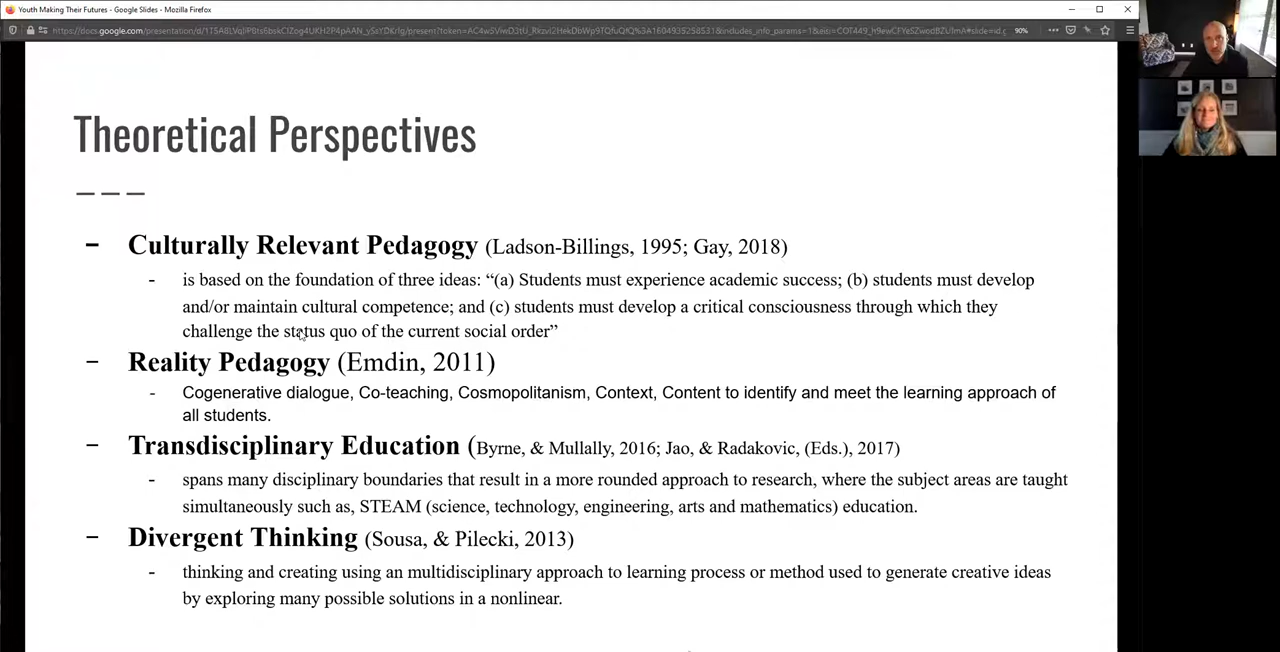 Youth Making Their Futures - Google Slides - Mozilla Firefox
90%
Theoretical Perspectives
– Culturally Relevant Pedagogy (Ladson-Billings, 1995; Gay, 2018)
- is based on the foundation of three ideas: “(a) Students must experience academic success; (b) students must develop
and/or maintain cultural competence; and (c) students must develop a critical consciousness through which they
challenge the status quo of the current social order”
– Reality Pedagogy (Emdin, 2011)
- Cogenerative dialogue, Co-teaching, Cosmopolitanism, Context, Content to identify and meet the learning approach of
all students.
– Transdisciplinary Education (Byrne, & Mullally, 2016; Jao, & Radakovic, (Eds.), 2017)
- spans many disciplinary boundaries that result in a more rounded approach to research, where the subject areas are taught
simultaneously such as, STEAM (science, technology, engineering, arts and mathematics) education.
– Divergent Thinking (Sousa, & Pilecki, 2013)
- thinking and creating using an multidisciplinary approach to learning process or method used to generate creative ideas
by exploring many possible solutions in a nonlinear.